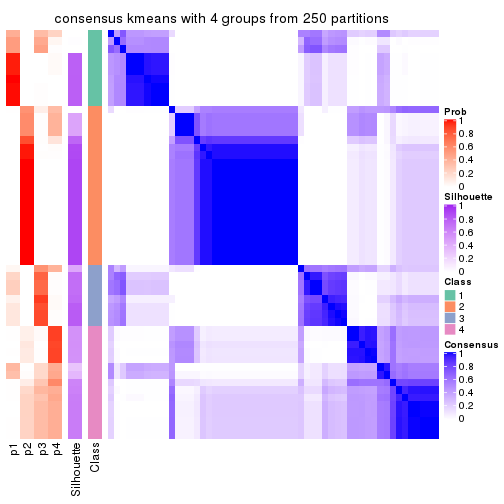 consensus kmeans with 4 groups from 250 partitions
Prob
1
0.8
0.6
0.4
0.2
0
Silhouette
1
0.8
0.6
0.4
0.2
0
Class
1
2
3
4
Consensus
1
0.8
0.6
0.4
0.2
0
p1
p2
p3
p4
Silhouette
Class